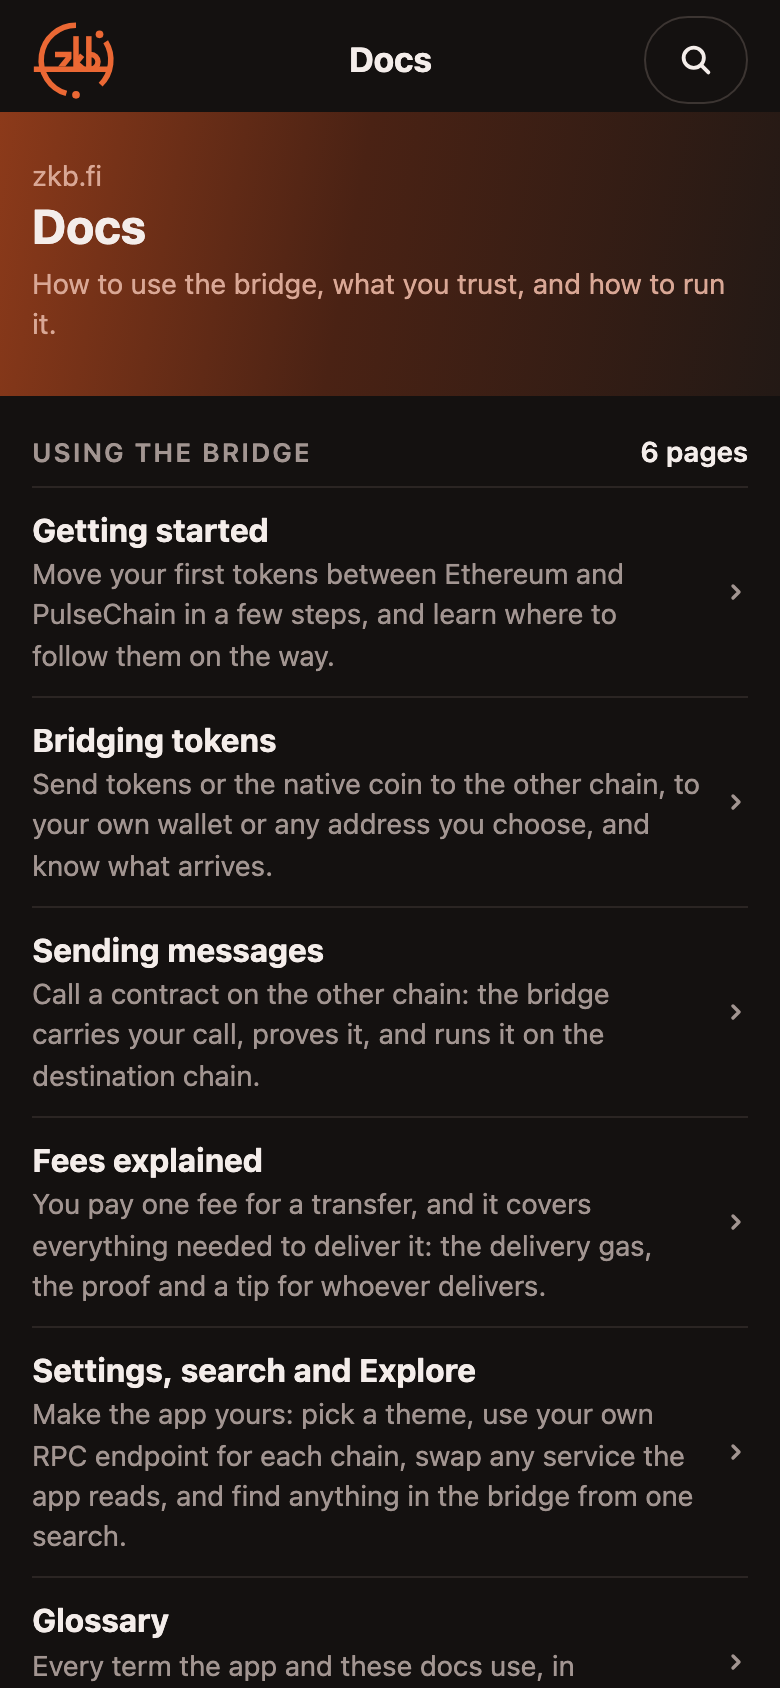 zkb
Docs
zkb.fi
Docs
How to use the bridge, what you trust, and how to run
it.
USING THE BRIDGE
6 pages
Getting started
Move your first tokens between Ethereum and
PulseChain in a few steps, and learn where to
follow them on the way.
Bridging tokens
Send tokens or the native coin to the other chain, to
your own wallet or any address you choose, and
know what arrives.
Sending messages
Call a contract on the other chain: the bridge
carries your call, proves it, and runs it on the
destination chain.
Fees explained
You pay one fee for a transfer, and it covers
everything needed to deliver it: the delivery gas,
the proof and a tip for whoever delivers.
Settings, search and Explore
Make the app yours: pick a theme, use your own
RPC endpoint for each chain, swap any service the
app reads, and find anything in the bridge from one
search.
Glossary
Every term the app and these docs use, in